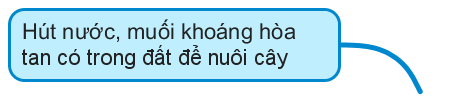 Hút nước, muối khoáng hòa
tan có trong đất để nuôi cây